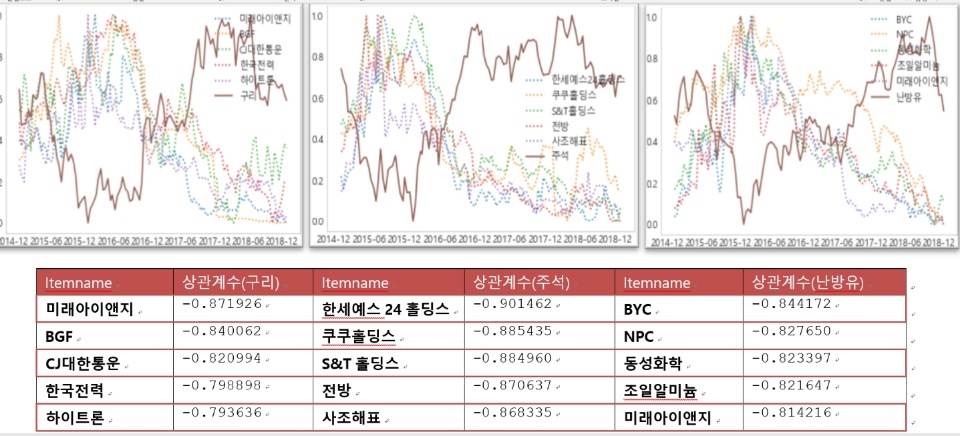 미래아이앤지
BGF
CJ대한통운
한국전력
하이트론
구리
0
2014-12 2015-06 2015-12 2016-06 2016-12 2017-06 2017-12 2018-06 2018-12
1.0
0.8
0.6
0.4
0.2
0.0
한세예스24홀딩스
쿠쿠홀딩스
S&T홀딩스
전방
사조해표
주석
2014-12 2015-06 2015-12 2016-06 2016-12 2017-06 2017-12 2018-06 2018-12
1.0
0.8
0.6
0.4
0.2
0.0
BYC
NPC
동성화학
조일알미늄
미래아이앤지
난방유
2014-12 2015-06 2015-12 2016-06 2016-12 2017-06 2017-12 2018-06 2018-12
Itemname 상관계수(구리) Itemname 상관계수(주석) Itemname 상관계수(난방유)
미래아이앤지 -0.871926 한세예스 24 홀딩스 -0.901462 BYC -0.844172
BGF -0.840062 쿠쿠홀딩스 -0.885435 NPC -0.827650
CJ대한통운 -0.820994 S&T 홀딩스 -0.884960 동성화학 -0.823397
한국전력 -0.798898 전방 -0.870637 조일알미늄 -0.821647
하이트론 -0.793636 사조해표 -0.868335 미래아이앤지 -0.814216